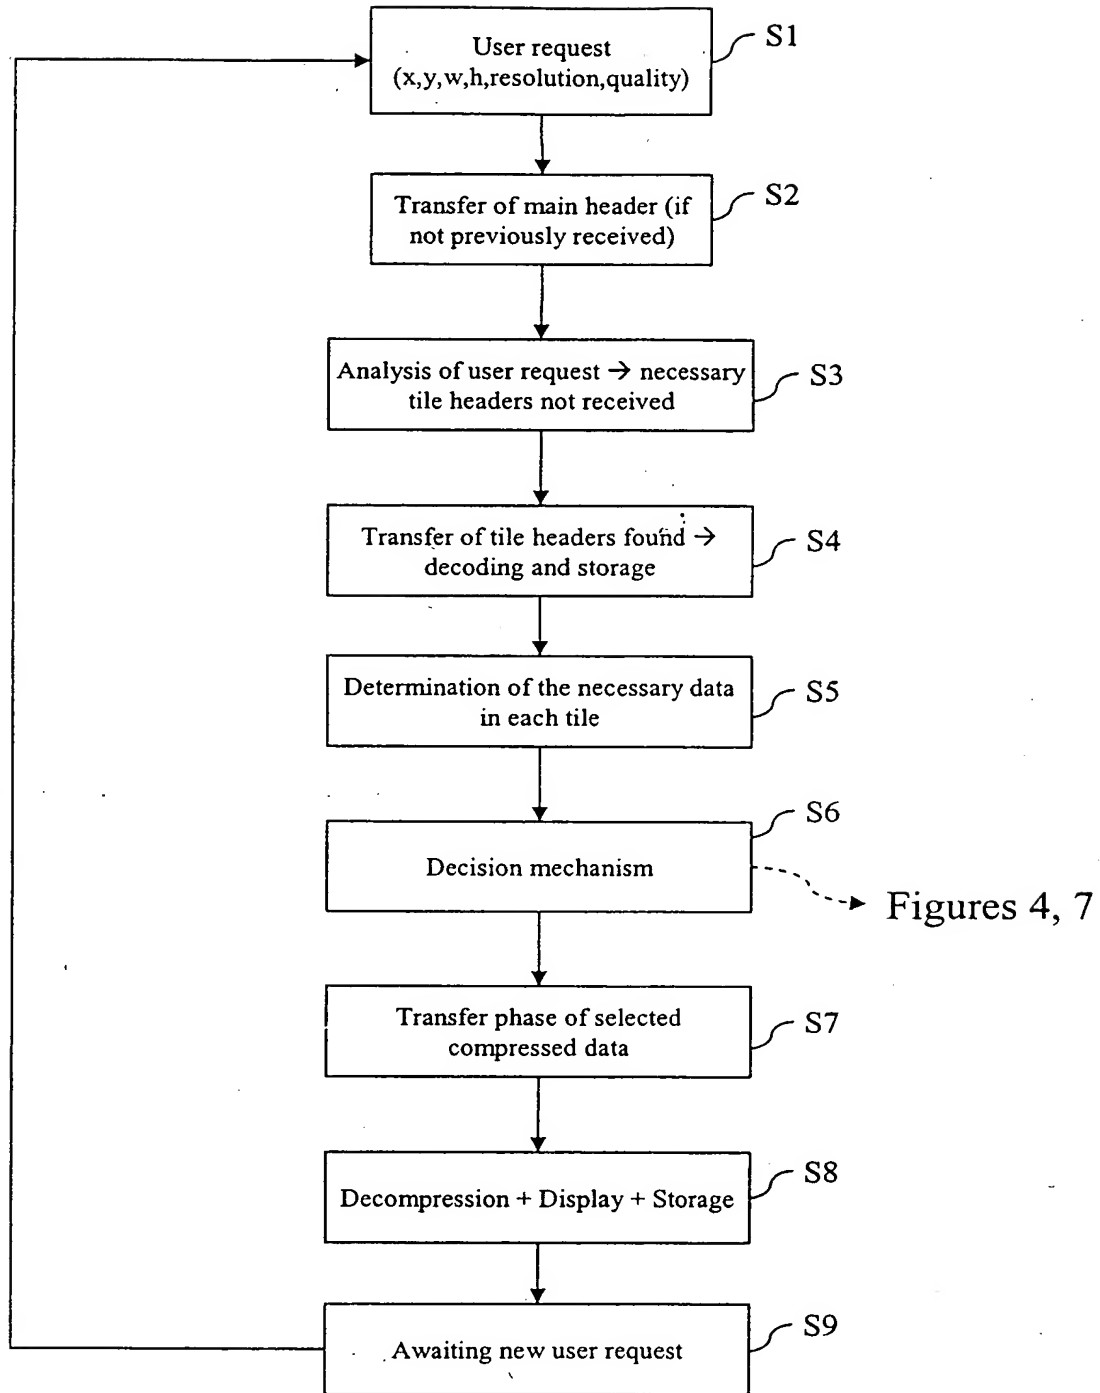 User request
(x,y,w,h,resolution,quality)
S1
Transfer of main header (if
not previously received)
S2
Analysis of user request → necessary
tile headers not received
S3
Transfer of tile headers found →
decoding and storage
S4
Determination of the necessary data
in each tile
S5
Decision mechanism
S6
Figures 4, 7
Transfer phase of selected
compressed data
S7
Decompression + Display + Storage
S8
Awaiting new user request
S9